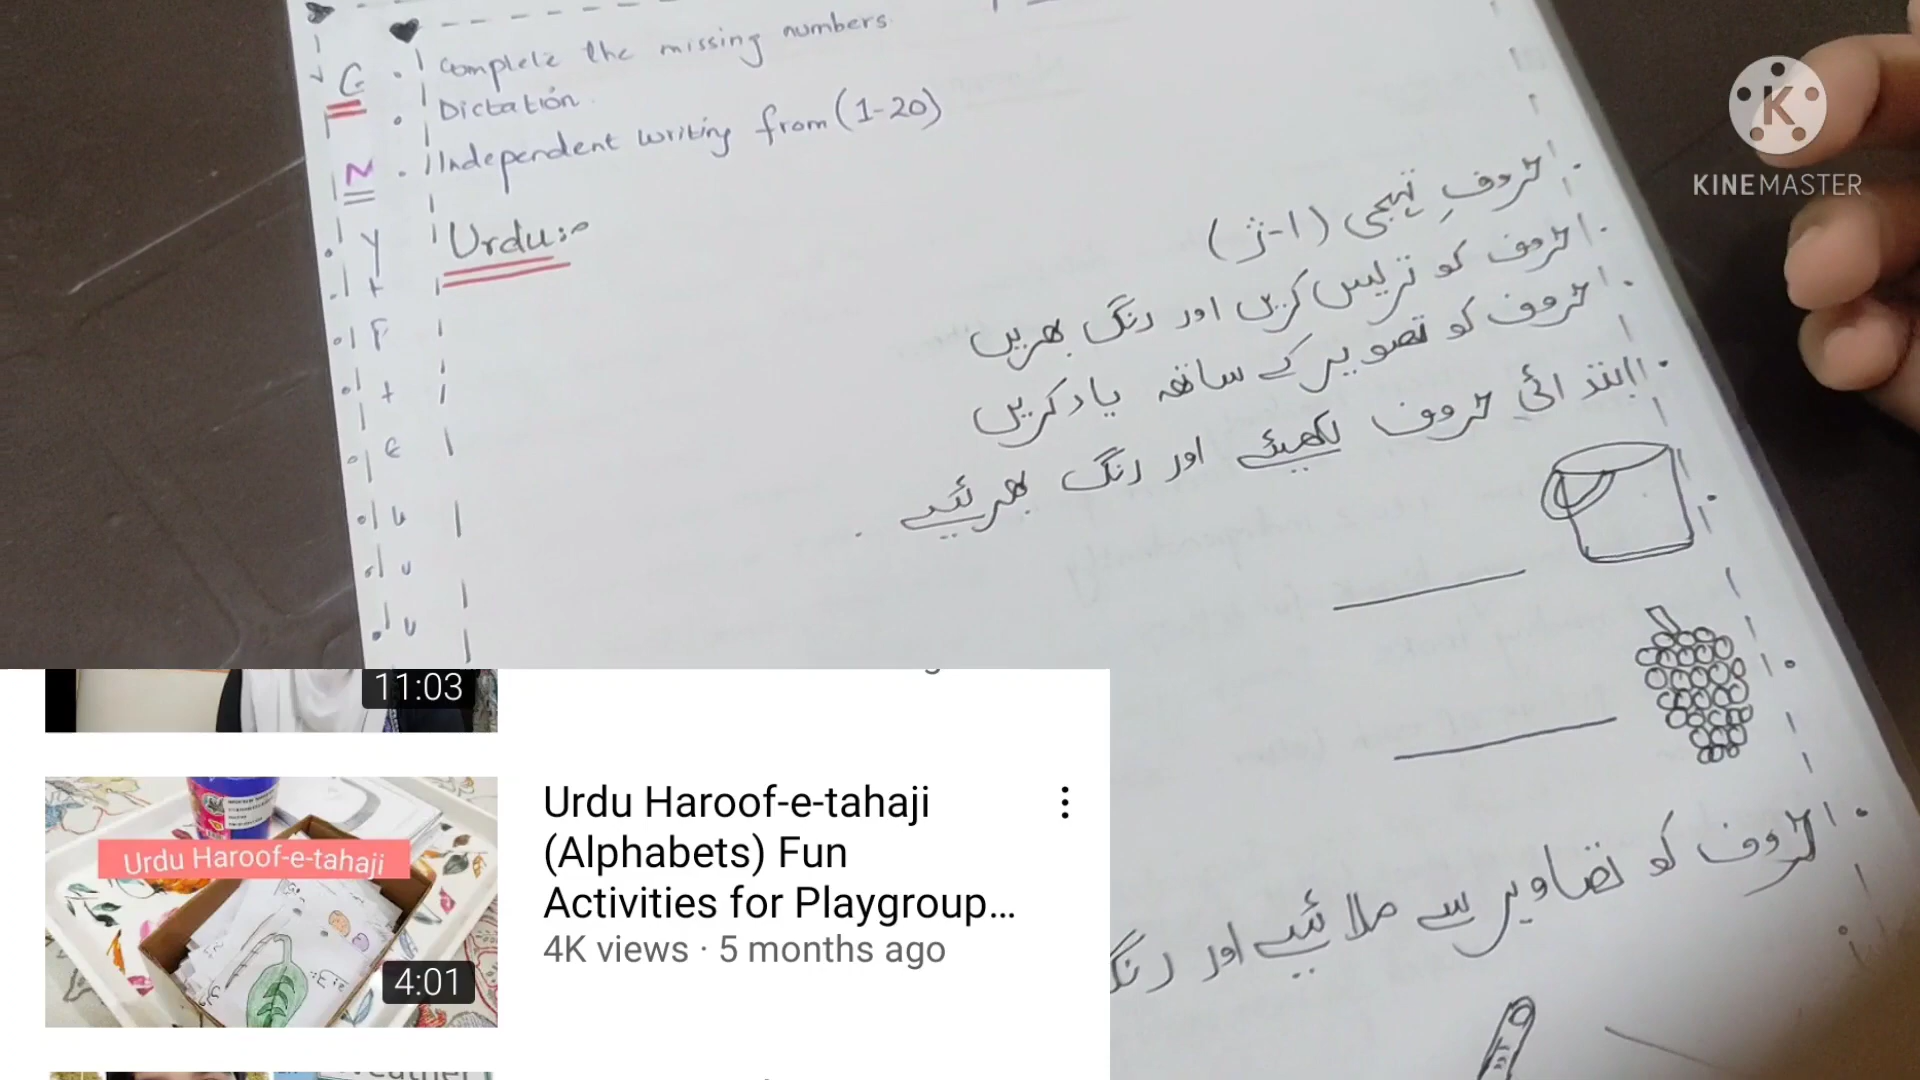 Complete the missing numbers
Dictation
Independent writing from (1-20)
G
N
Urdu:-
حروفِ تہجی (ا-ژ)
حروف کو ٹریس کریں اور رنگ بھریں
حروف کو تصویر کے ساتھ یاد کریں
ابتدائی حروف لکھیئے اور رنگ بھریئے
حروف کو تصاویر سے ملائیے اور رنگ
KINEMASTER
11:03
Urdu Haroof-e-tahaji
4:01
Urdu Haroof-e-tahaji
(Alphabets) Fun
Activities for Playgroup...
4K views · 5 months ago